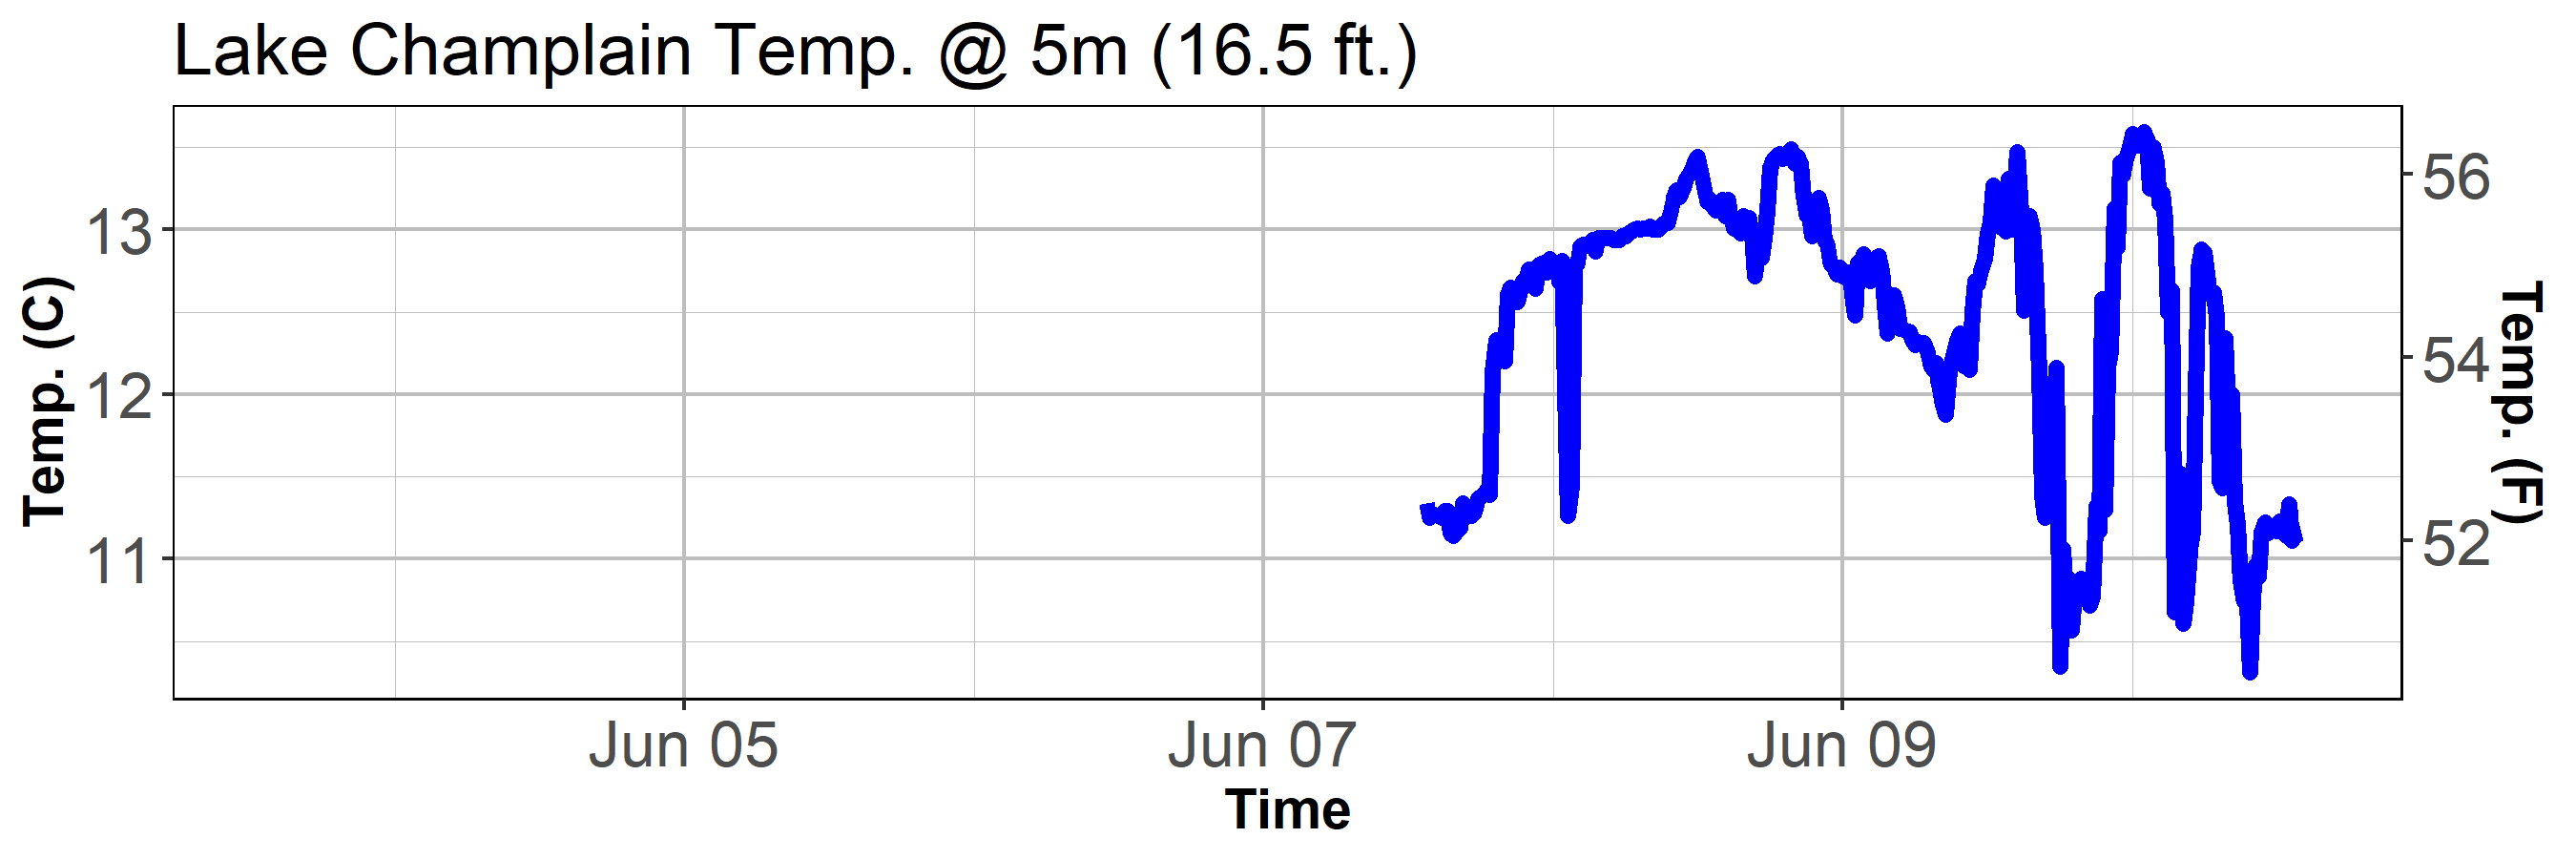 Lake Champlain Temp. @ 5m (16.5 ft.)
Temp. (C)
13
12
11
56
54
52
Temp. (F)
Jun 05
Jun 07
Jun 09
Time